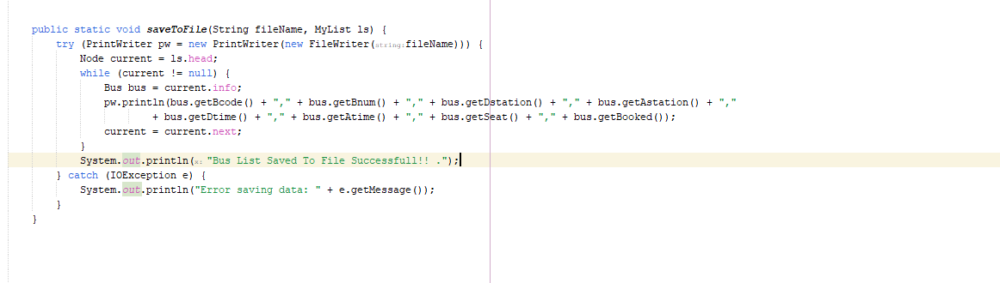 public static void saveToFile(String fileName, MyList ls) {
try (PrintWriter pw = new PrintWriter(new FileWriter(string:fileName))) {
Node current = ls.head;
while (current != null) {
Bus bus = current.info;
pw.println(bus.getBcode() + "," + bus.getBnum() + "," + bus.getDstation() + "," + bus.getAstation() + ","
+ bus.getDtime() + "," + bus.getAtime() + "," + bus.getSeat() + "," + bus.getBooked());
current = current.next;
}
System.out.println(x: "Bus List Saved To File Successfull!! .");
} catch (IOException e) {
System.out.println("Error saving data: " + e.getMessage());
}
}